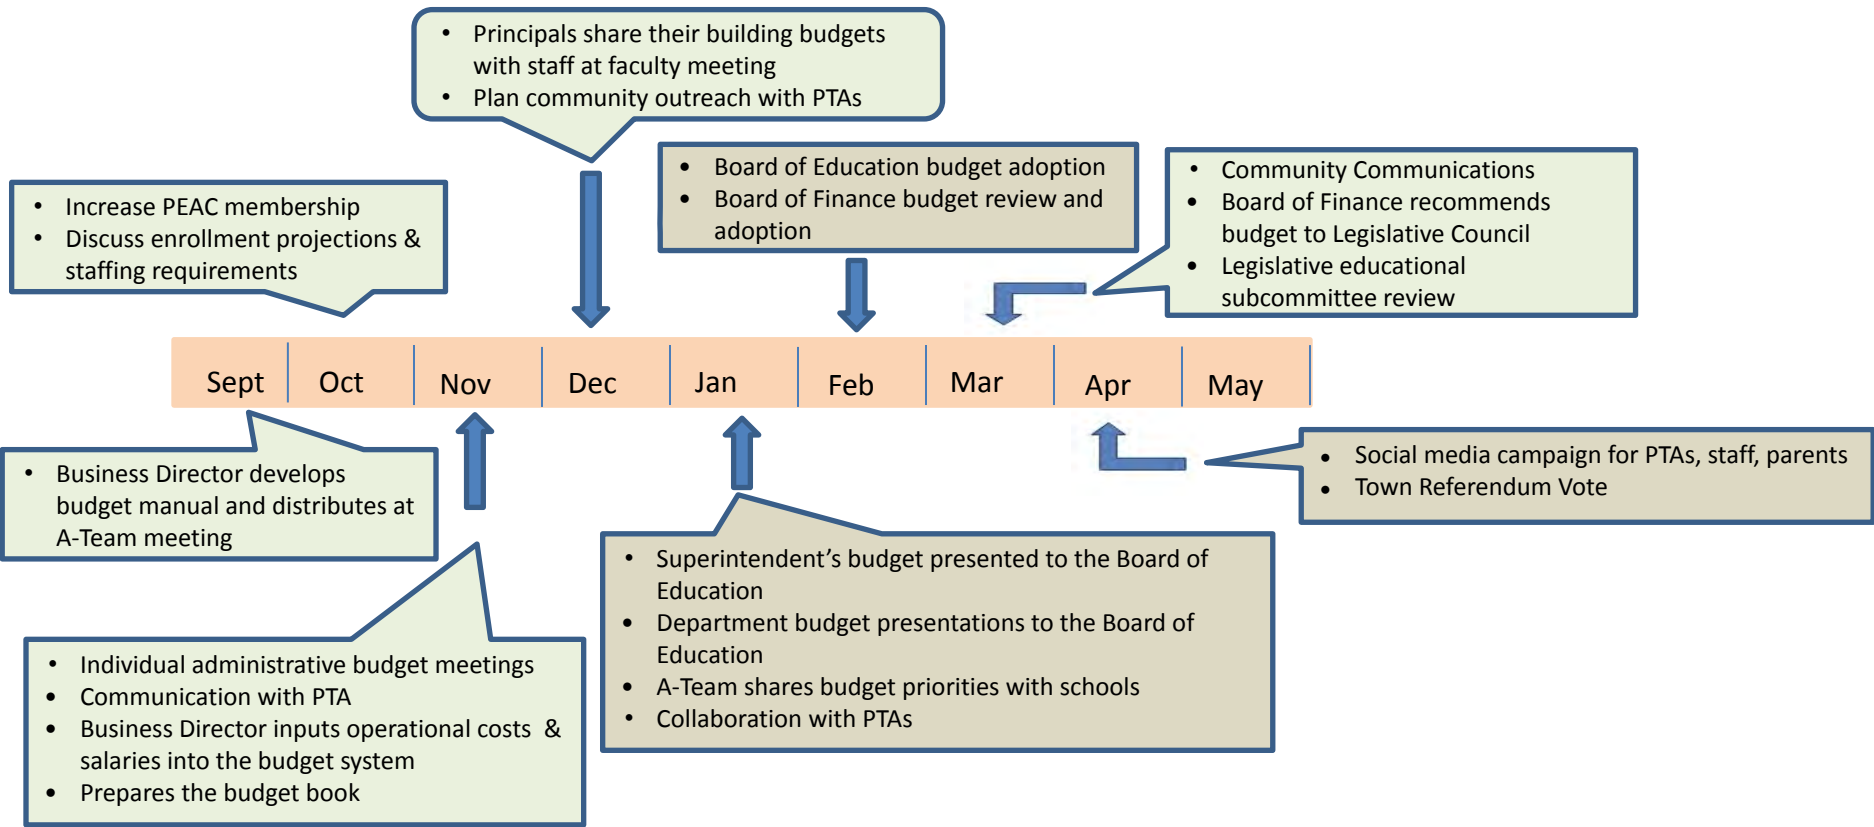 • Principals share their building budgets
with staff at faculty meeting
• Plan community outreach with PTAs
• Increase PEAC membership
• Discuss enrollment projections &
staffing requirements
• Board of Education budget adoption
• Board of Finance budget review and
adoption
• Community Communications
• Board of Finance recommends
budget to Legislative Council
• Legislative educational
subcommittee review
Sept Oct Nov Dec Jan Feb Mar Apr May
• Business Director develops
budget manual and distributes at
A-Team meeting
• Social media campaign for PTAs, staff, parents
• Town Referendum Vote
• Individual administrative budget meetings
• Communication with PTA
• Business Director inputs operational costs &
salaries into the budget system
• Prepares the budget book
• Superintendent’s budget presented to the Board of
Education
• Department budget presentations to the Board of
Education
• A-Team shares budget priorities with schools
• Collaboration with PTAs